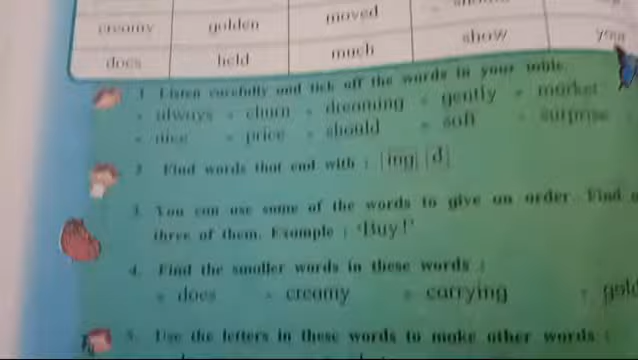 creamy golden moved
does held much show your
1. Listen carefully and tick off the words in your table.
- always - churn - dreaming - gently - market
- nice - price - should - soft - surprise
2. Find words that end with : ing d
3. You can use some of the words to give an order. Find
three of them. Example : 'Buy!'
4. Find the smaller words in these words :
- does - creamy - carrying
5. Use the letters in these words to make other words :